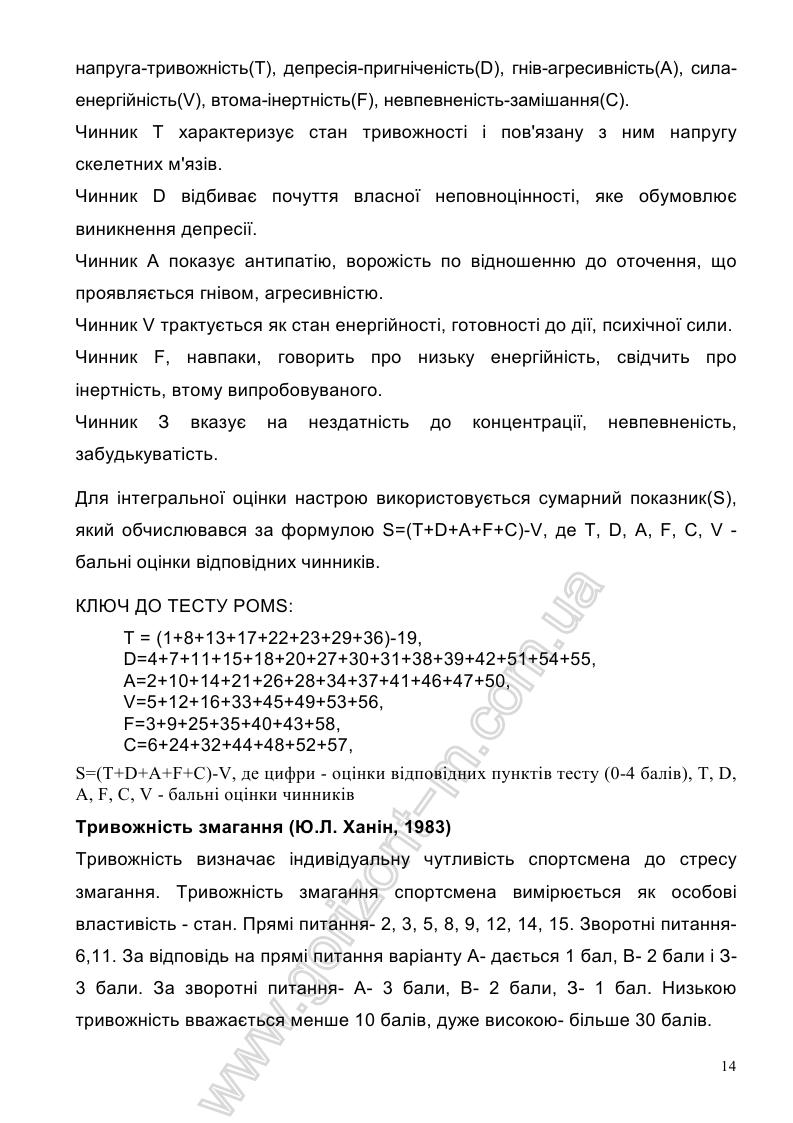 напруга-тривожність(T), депресія-пригніченість(D), гнів-агресивність(A), сила-
енергійність(V), втома-інертність(F), невпевненість-замішання(C).
Чинник T характеризує стан тривожності і пов'язану з ним напругу
скелетних м'язів.
Чинник D відбиває почуття власної неповноцінності, яке обумовлює
виникнення депресії.
Чинник A показує антипатію, ворожість по відношенню до оточення, що
проявляється гнівом, агресивністю.
Чинник V трактується як стан енергійності, готовності до дії, психічної сили.
Чинник F, навпаки, говорить про низьку енергійність, свідчить про
інертність, втому випробовуваного.
Чинник З вказує на нездатність до концентрації, невпевненість,
забудькуватість.
Для інтегральної оцінки настрою використовується сумарний показник(S),
який обчислювався за формулою S=(T+D+A+F+C)-V, де T, D, A, F, C, V -
бальні оцінки відповідних чинників.
КЛЮЧ ДО ТЕСТУ POMS:
T = (1+8+13+17+22+23+29+36)-19,
D=4+7+11+15+18+20+27+30+31+38+39+42+51+54+55,
A=2+10+14+21+26+28+34+37+41+46+47+50,
V=5+12+16+33+45+49+53+56,
F=3+9+25+35+40+43+58,
C=6+24+32+44+48+52+57,
S=(T+D+A+F+C)-V, де цифри - оцінки відповідних пунктів тесту (0-4 балів), T, D,
A, F, C, V - бальні оцінки чинників
Тривожність змагання (Ю.Л. Ханін, 1983)
Тривожність визначає індивідуальну чутливість спортсмена до стресу
змагання. Тривожність змагання спортсмена вимірюється як особові
властивість - стан. Прямі питання- 2, 3, 5, 8, 9, 12, 14, 15. Зворотні питання-
6,11. За відповідь на прямі питання варіанту А- дається 1 бал, В- 2 бали і З-
3 бали. За зворотні питання- А- 3 бали, В- 2 бали, З- 1 бал. Низькою
тривожність вважається менше 10 балів, дуже високою- більше 30 балів.
14
www.gorizont-m.com.ua